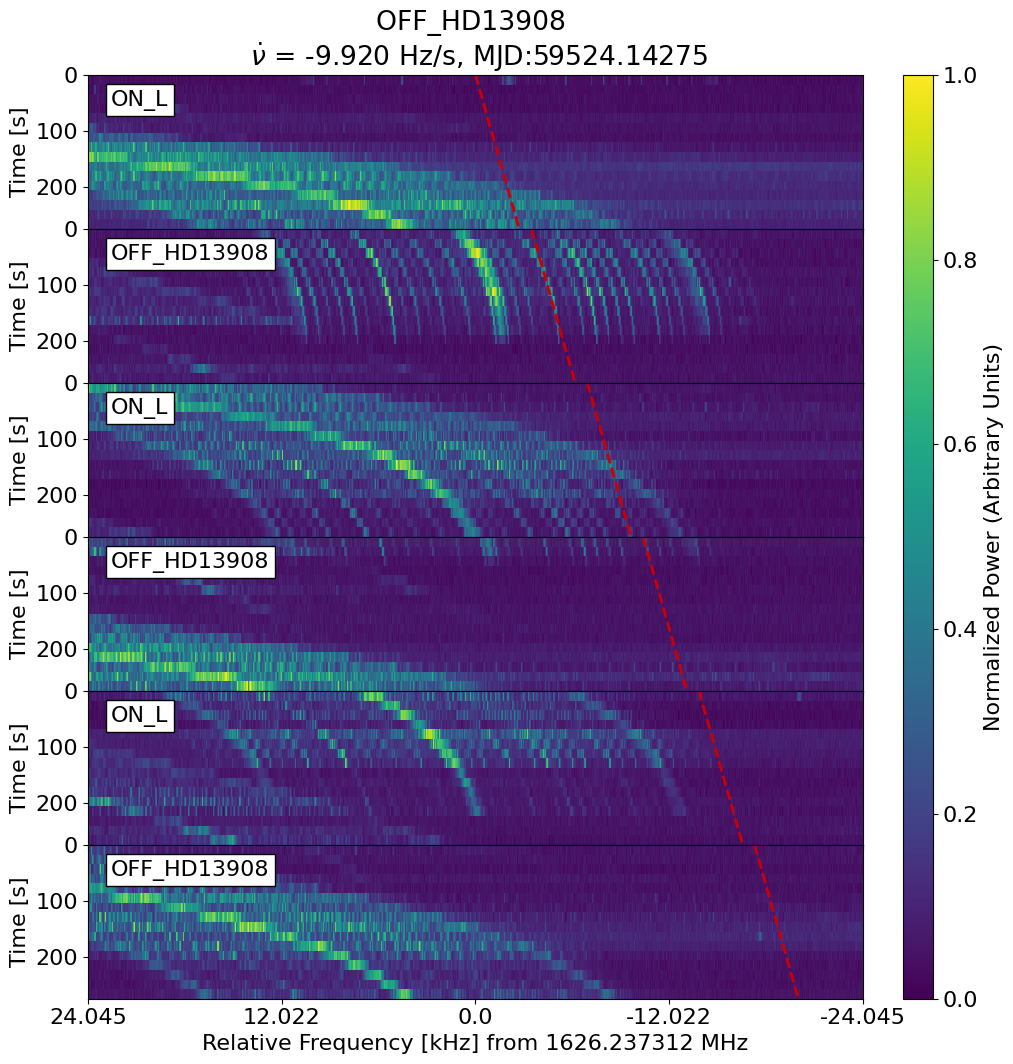 OFF_HD13908
ν̇ = -9.920 Hz/s, MJD:59524.14275
0
100
200
Time [s]
ON_L
0
100
200
Time [s]
OFF_HD13908
0
100
200
Time [s]
ON_L
0
100
200
Time [s]
OFF_HD13908
0
100
200
Time [s]
ON_L
0
100
200
Time [s]
OFF_HD13908
24.045 12.022 0.0 -12.022 -24.045
Relative Frequency [kHz] from 1626.237312 MHz
1.0
0.8
0.6
0.4
0.2
0.0
Normalized Power (Arbitrary Units)